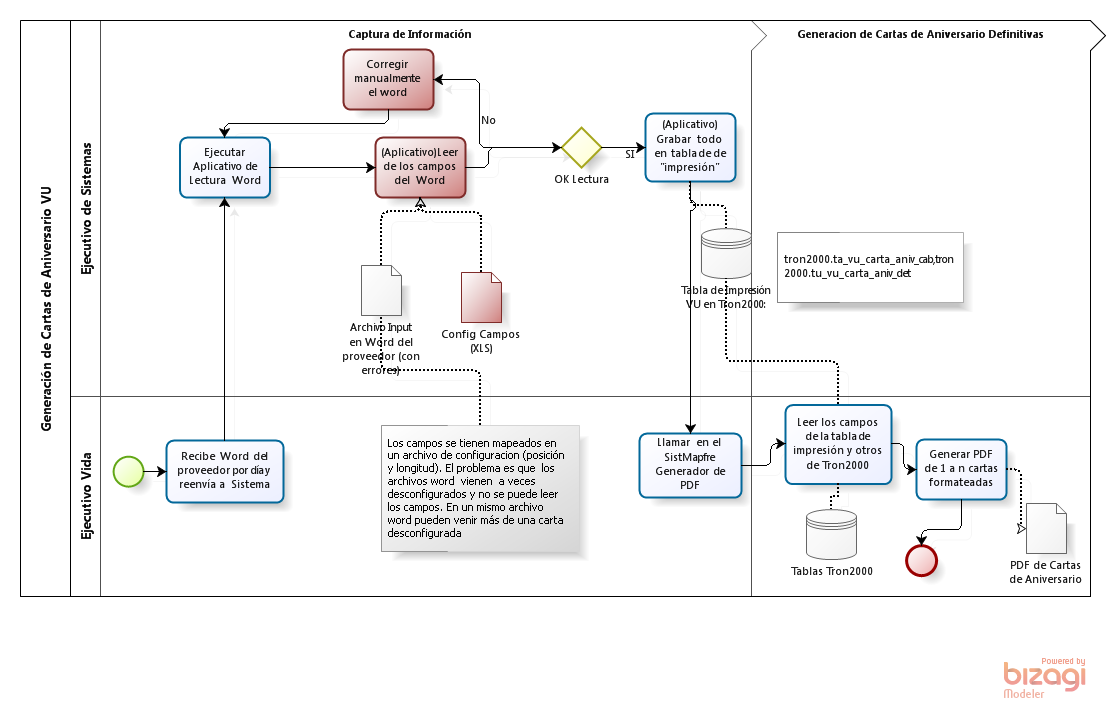 Generación de Cartas de Aniversario VU
Ejecutivo de Sistemas
Ejecutivo Vida
Captura de Información
Generacion de Cartas de Aniversario Definitivas
Corregir
manualmente
el word
No
(Aplicativo)
Grabar todo
en tabla de de
"impresión"
Ejecutar
Aplicativo de
Lectura Word
(Aplicativo)Leer
de los campos
del Word
SI
OK Lectura
tron2000.ta_vu_carta_aniv_cab,tron
2000.tu_vu_carta_aniv_det
Tabla de Impresión
VU en Tron2000:
Archivo Input
en Word del
proveedor (con
errores)
Config Campos
(XLS)
Recibe Word del
proveedor por día y
reenvía a Sistema
Los campos se tienen mapeados en
un archivo de configuracion (posición
y longitud). El problema es que los
archivos word vienen a veces
desconfigurados y no se puede leer
los campos. En un mismo archivo
word pueden venir más de una carta
desconfigurada
Llamar en el
SistMapfre
Generador de
PDF
Leer los campos
de la tabla de
impresión y otros
de Tron2000
Generar PDF
de 1 a n cartas
formateadas
Tablas Tron2000
PDF de Cartas
de Aniversario
Powered by
bizagi
Modeler